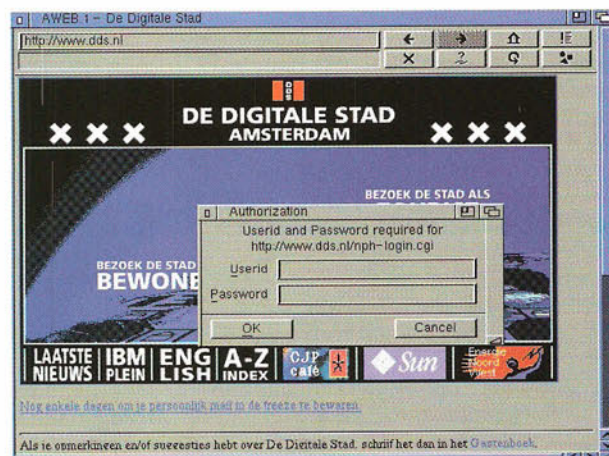 AWEB 1 - De Digitale Stad
http://www.dds.nl
DDS
DE DIGITALE STAD
AMSTERDAM
BEZOEK DE STAD ALS
Authorization
Userid and Password required for
http://www.dds.nl/nph-login.cgi
Userid
Password
OK
Cancel
BEZOEK DE STAD
BEWONE
LAATSTE NIEUWS
IBM PLEIN
ENG LISH
A-Z INDEX
CJP café
Sun
Energie Noord West
Nog enkele dagen om je persoonlijk mail in de freeze te bewaren.
Als je opmerkingen en/of suggesties hebt over De Digitale Stad, schrijf het dan in het Gastenboek.